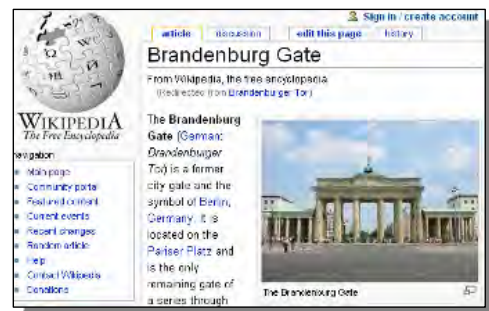 Sign in / create account
article discussion edit this page history
Brandenburg Gate
From Wikipedia, the free encyclopedia
(Redirected from Brandenburger Tor)
WIKIPEDIA
The Free Encyclopedia
navigation
Main page
Community portal
Featured content
Current events
Recent changes
Random article
Help
Contact Wikipedia
Donations
The Brandenburg
Gate (German:
Brandenburger
Tor) is a former
city gate and the
symbol of Berlin,
Germany. It is
located on the
Pariser Platz and
is the only
remaining gate of
a series through
The Brandenburg Gate